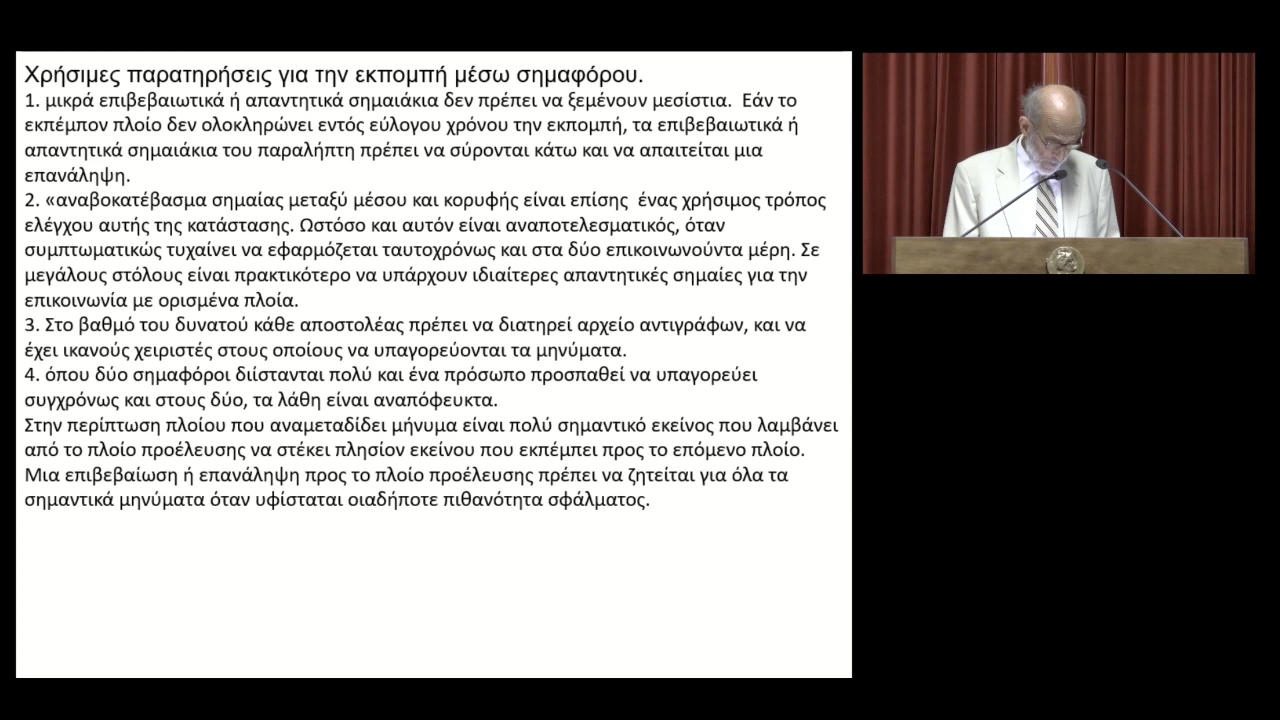 Χρήσιμες παρατηρήσεις για την εκπομπή μέσω σημαφόρου.
1. μικρά επιβεβαιωτικά ή απαντητικά σημαιάκια δεν πρέπει να ξεμένουν μεσίστια.  Εάν το
εκπέμπον πλοίο δεν ολοκληρώνει εντός εύλογου χρόνου την εκπομπή, τα επιβεβαιωτικά ή
απαντητικά σημαιάκια του παραλήπτη πρέπει να σύρονται κάτω και να απαιτείται μια
επανάληψη.
2. «αναβοκατέβασμα σημαίας μεταξύ μέσου και κορυφής είναι επίσης  ένας χρήσιμος τρόπος
ελέγχου αυτής της κατάστασης. Ωστόσο και αυτόν είναι αναποτελεσματικός, όταν
συμπτωματικώς τυχαίνει να εφαρμόζεται ταυτοχρόνως και στα δύο επικοινωνούντα μέρη. Σε
μεγάλους στόλους είναι πρακτικότερο να υπάρχουν ιδιαίτερες απαντητικές σημαίες για την
επικοινωνία με ορισμένα πλοία.
3. Στο βαθμό του δυνατού κάθε αποστολέας πρέπει να διατηρεί αρχείο αντιγράφων, και να
έχει ικανούς χειριστές στους οποίους να υπαγορεύονται τα μηνύματα.
4. όπου δύο σημαφόροι διίστανται πολύ και ένα πρόσωπο προσπαθεί να υπαγορεύει
συγχρόνως και στους δύο, τα λάθη είναι αναπόφευκτα.
Στην περίπτωση πλοίου που αναμεταδίδει μήνυμα είναι πολύ σημαντικό εκείνος που λαμβάνει
από το πλοίο προέλευσης να στέκει πλησίον εκείνου που εκπέμπει προς το επόμενο πλοίο.
Μια επιβεβαίωση ή επανάληψη προς το πλοίο προέλευσης πρέπει να ζητείται για όλα τα
σημαντικά μηνύματα όταν υφίσταται οιαδήποτε πιθανότητα σφάλματος.